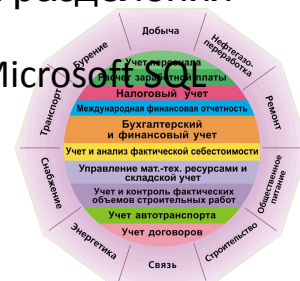 разделении
Microsoft
Добыча
Бурение
Нефтегазо-
переработка
Транспорт
Ремонт
Снабжение
Общественное
питание
Энергетика
Строительство
Связь
Учет персонала
Расчет заработной платы
Налоговый учет
Международная финансовая отчетность
Бухгалтерский
и финансовый учет
Учет и анализ фактической себестоимости
Управление мат.-тех. ресурсами и
складской учет
Учет и контроль фактических
объемов строительных работ
Учет автотранспорта
Учет договоров